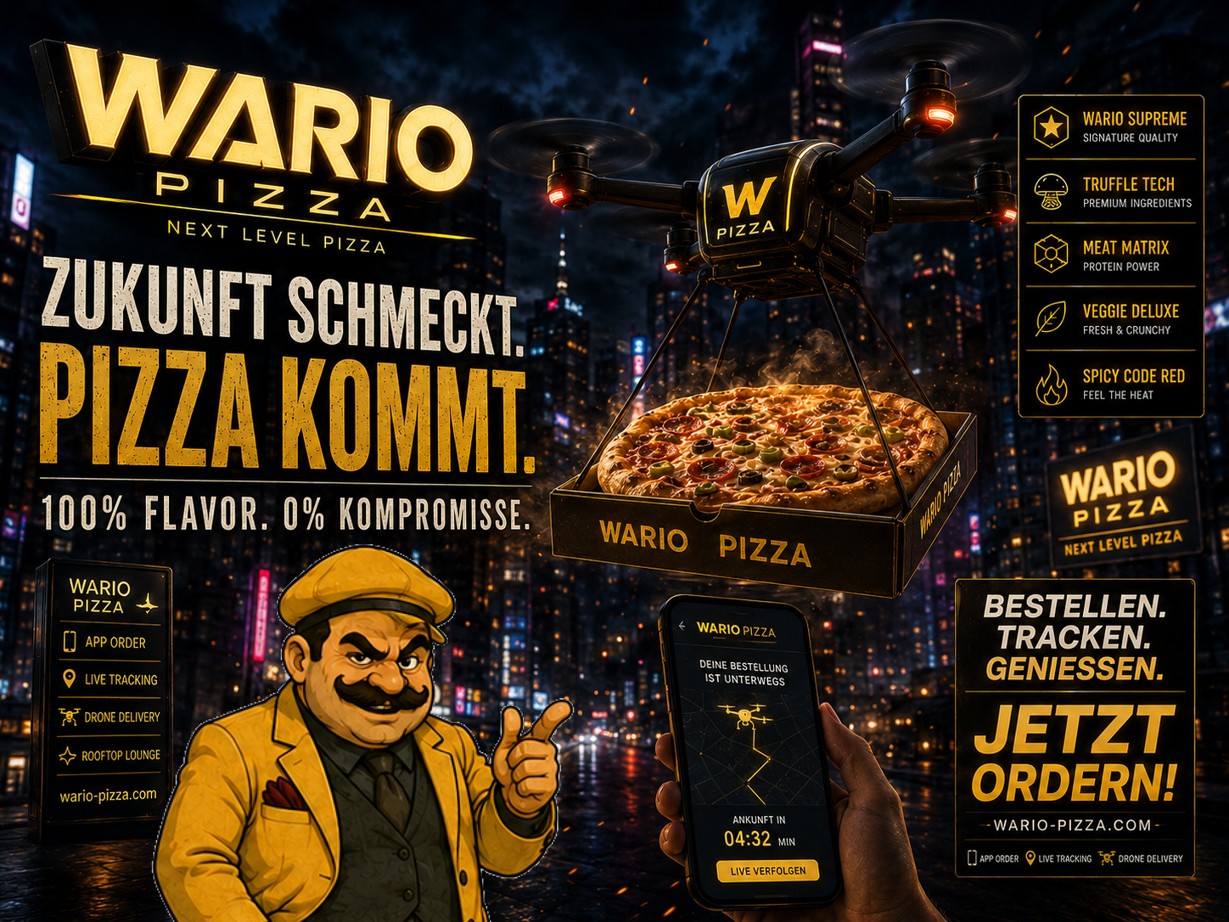 WARIO
PIZZA
NEXT LEVEL PIZZA
ZUKUNFT SCHMECKT.
PIZZA KOMMT.
100% FLAVOR. 0% KOMPROMISSE.
WARIO
PIZZA
APP ORDER
LIVE TRACKING
DRONE DELIVERY
ROOFTOP LOUNGE
wario-pizza.com
W
PIZZA
WARIO PIZZA
WARIO PIZZA
WARIO PIZZA
DEINE BESTELLUNG
IST UNTERWEGS
ANKUNFT IN
04:32 MIN
LIVE VERFOLGEN
WARIO SUPREME
SIGNATURE QUALITY
TRUFFLE TECH
PREMIUM INGREDIENTS
MEAT MATRIX
PROTEIN POWER
VEGGIE DELUXE
FRESH & CRUNCHY
SPICY CODE RED
FEEL THE HEAT
WARIO
PIZZA
NEXT LEVEL PIZZA
BESTELLEN.
TRACKEN.
GENIESSEN.
JETZT
ORDERN!
-WARIO-PIZZA.COM-
APP ORDER LIVE TRACKING DRONE DELIVERY